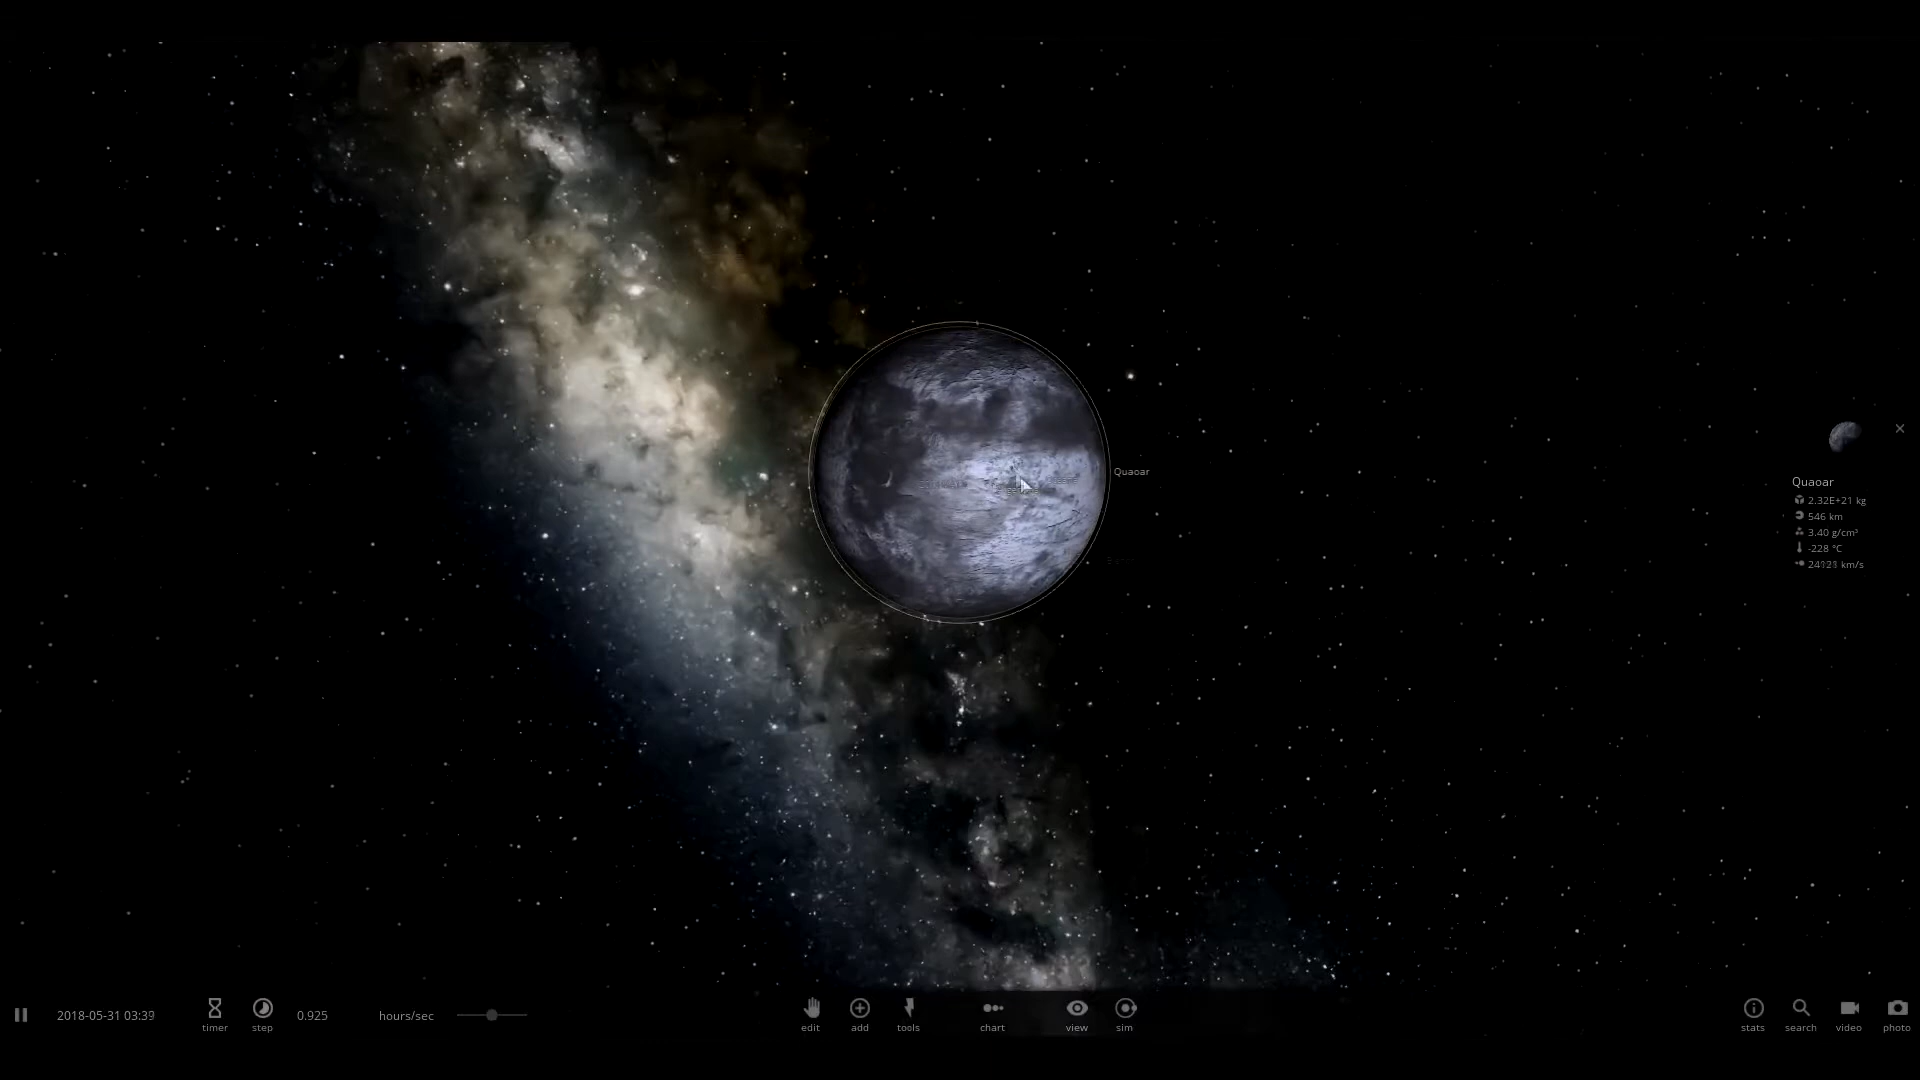 Quaoar
Quaoar
2.32E+21 kg
546 km
3.40 g/cm³
-228 °C
km/s
2018-05-31 03:39
timer
step
0.925
hours/sec
edit
add
tools
chart
view
sim
stats
search
video
photo